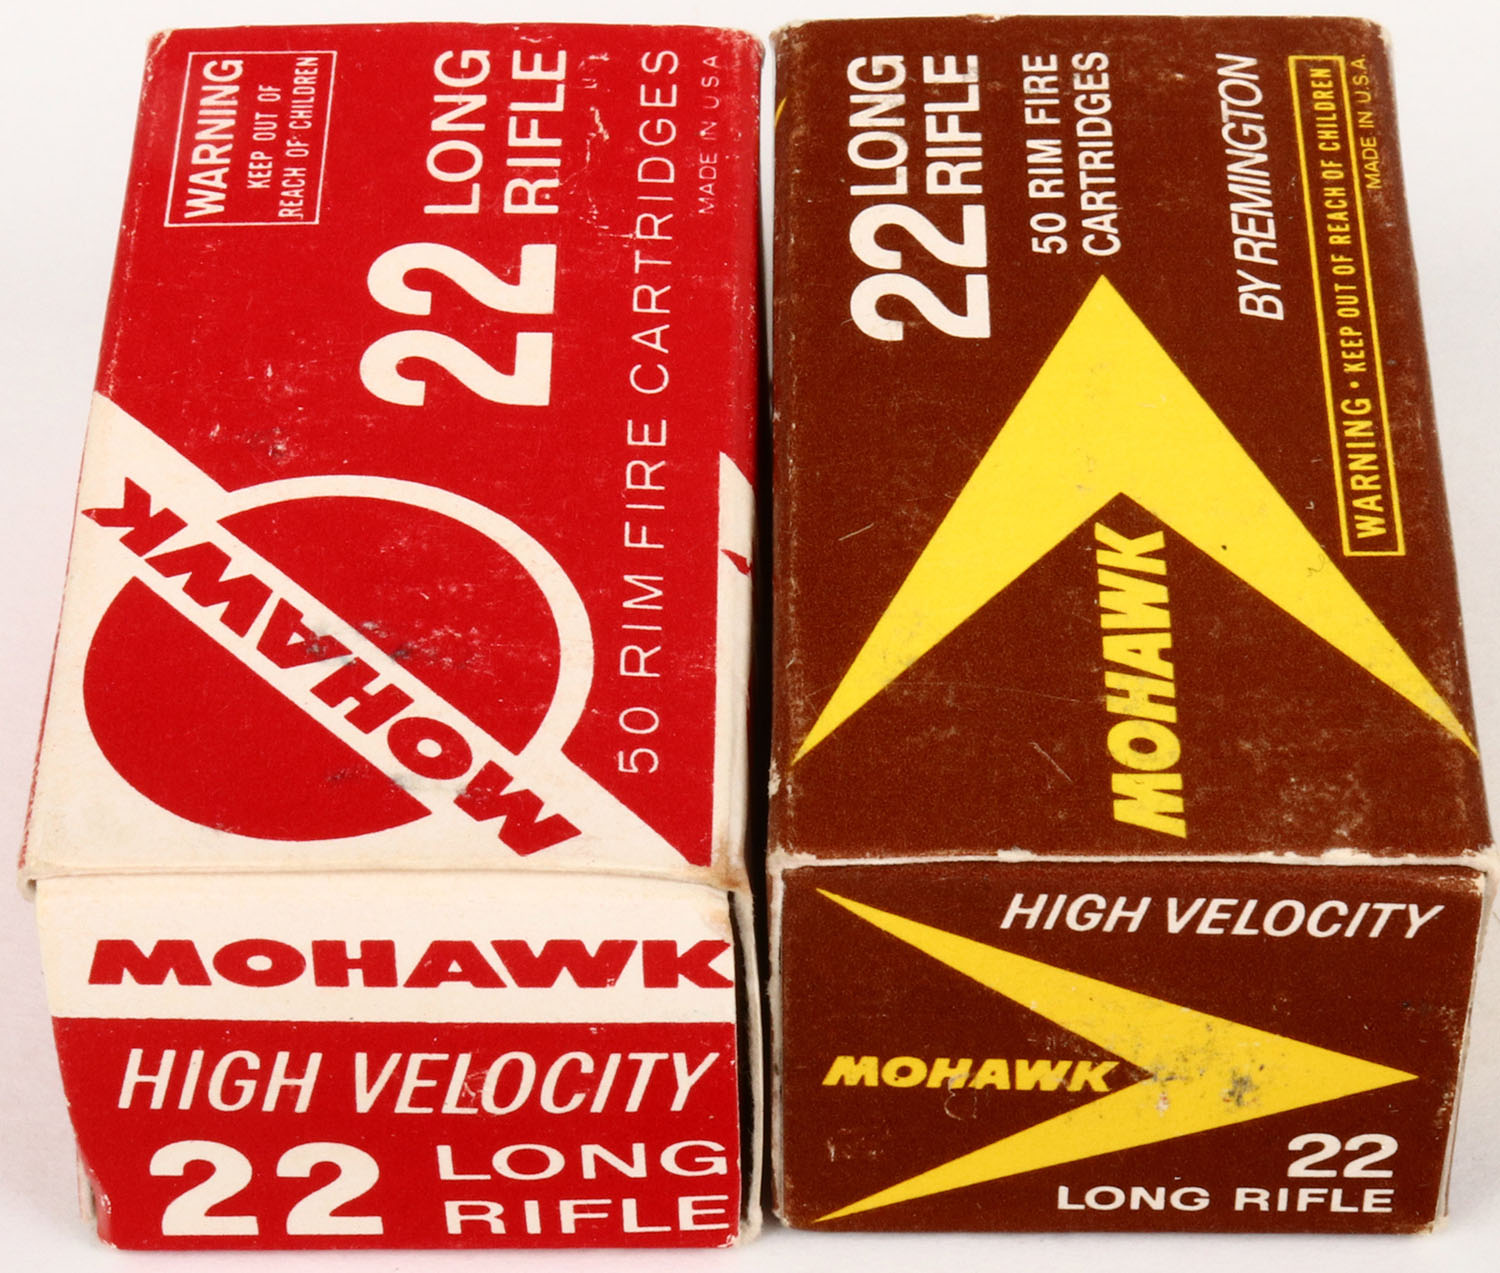 WARNING
KEEP OUT OF
REACH OF CHILDREN
22 LONG
RIFLE
50 RIM FIRE CARTRIDGES
MADE IN U.S.A.
MOHAWK
MOHAWK
HIGH VELOCITY
22 LONG
RIFLE
22 LONG
RIFLE
50 RIM FIRE
CARTRIDGES
BY REMINGTON
WARNING • KEEP OUT OF REACH OF CHILDREN
MADE IN U.S.A.
MOHAWK
HIGH VELOCITY
MOHAWK
22
LONG RIFLE